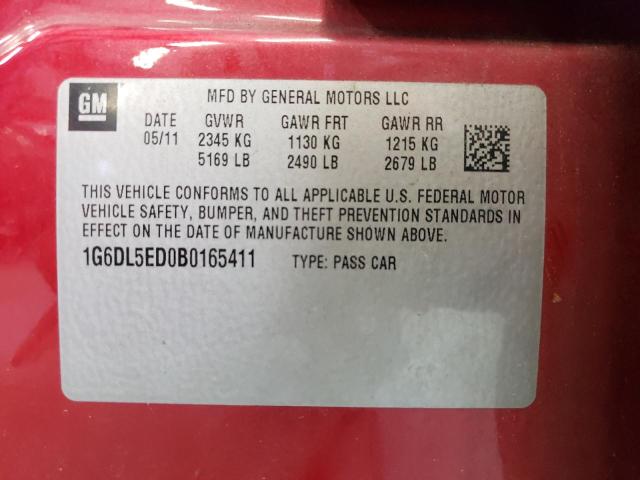 GM
MFD BY GENERAL MOTORS LLC
DATE GVWR GAWR FRT GAWR RR
05/11 2345 KG 1130 KG 1215 KG
5169 LB 2490 LB 2679 LB
THIS VEHICLE CONFORMS TO ALL APPLICABLE U.S. FEDERAL MOTOR
VEHICLE SAFETY, BUMPER, AND THEFT PREVENTION STANDARDS IN
EFFECT ON THE DATE OF MANUFACTURE SHOWN ABOVE.
1G6DL5ED0B0165411 TYPE: PASS CAR